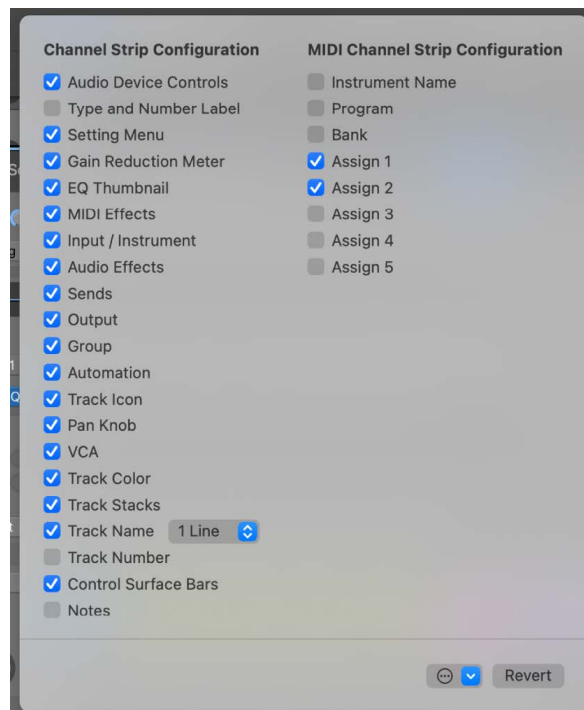 Channel Strip Configuration
Audio Device Controls
Type and Number Label
Setting Menu
Gain Reduction Meter
EQ Thumbnail
MIDI Effects
Input / Instrument
Audio Effects
Sends
Output
Group
Automation
Track Icon
Pan Knob
VCA
Track Color
Track Stacks
Track Name 1 Line
Track Number
Control Surface Bars
Notes
MIDI Channel Strip Configuration
Instrument Name
Program
Bank
Assign 1
Assign 2
Assign 3
Assign 4
Assign 5
Revert